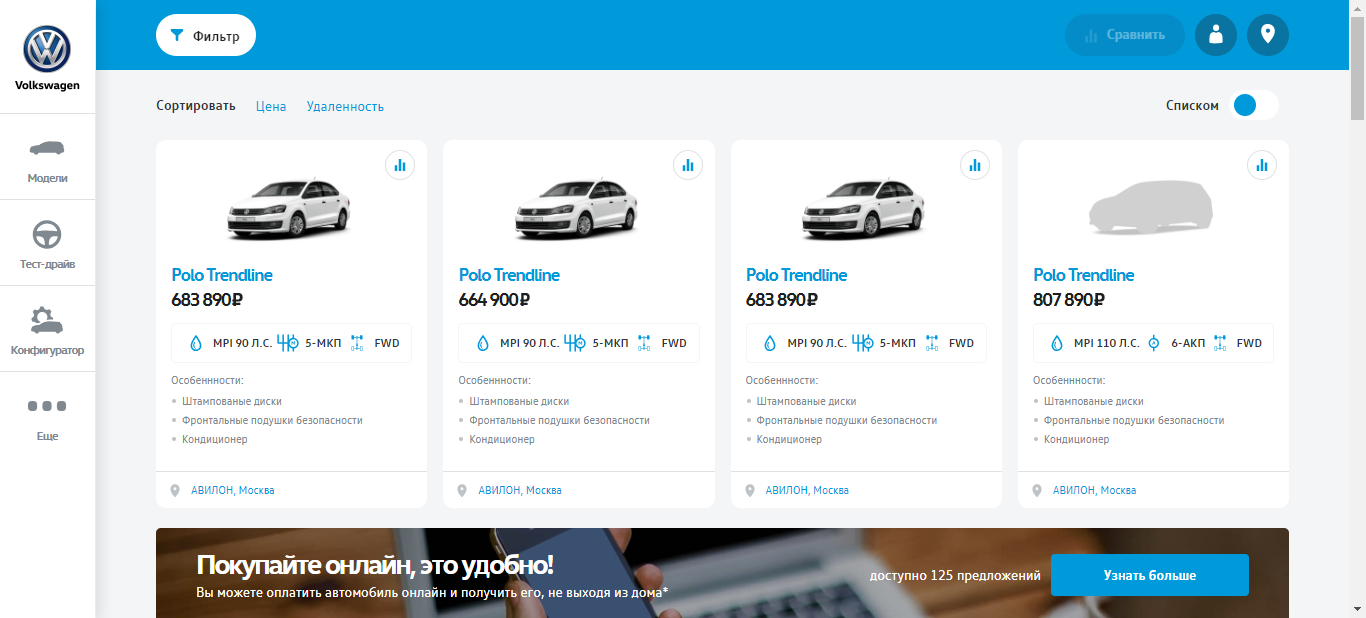 Фильтр
Сравнить
Volkswagen
Сортировать Цена Удаленность
Списком
Модели
Тест-драйв
Конфигуратор
Еще
Polo Trendline
683 890₽
MPI 90 Л.С. 5-МКП FWD
Особеннности:
Штампованые диски
Фронтальные подушки безопасности
Кондиционер
АВИЛОН, Москва
Polo Trendline
664 900₽
MPI 90 Л.С. 5-МКП FWD
Особеннности:
Штампованые диски
Фронтальные подушки безопасности
Кондиционер
АВИЛОН, Москва
Polo Trendline
683 890₽
MPI 90 Л.С. 5-МКП FWD
Особеннности:
Штампованые диски
Фронтальные подушки безопасности
Кондиционер
АВИЛОН, Москва
Polo Trendline
807 890₽
MPI 110 Л.С. 6-АКП FWD
Особеннности:
Штампованые диски
Фронтальные подушки безопасности
Кондиционер
АВИЛОН, Москва
Покупайте онлайн, это удобно!
Вы можете оплатить автомобиль онлайн и получить его, не выходя из дома*
доступно 125 предложений
Узнать больше